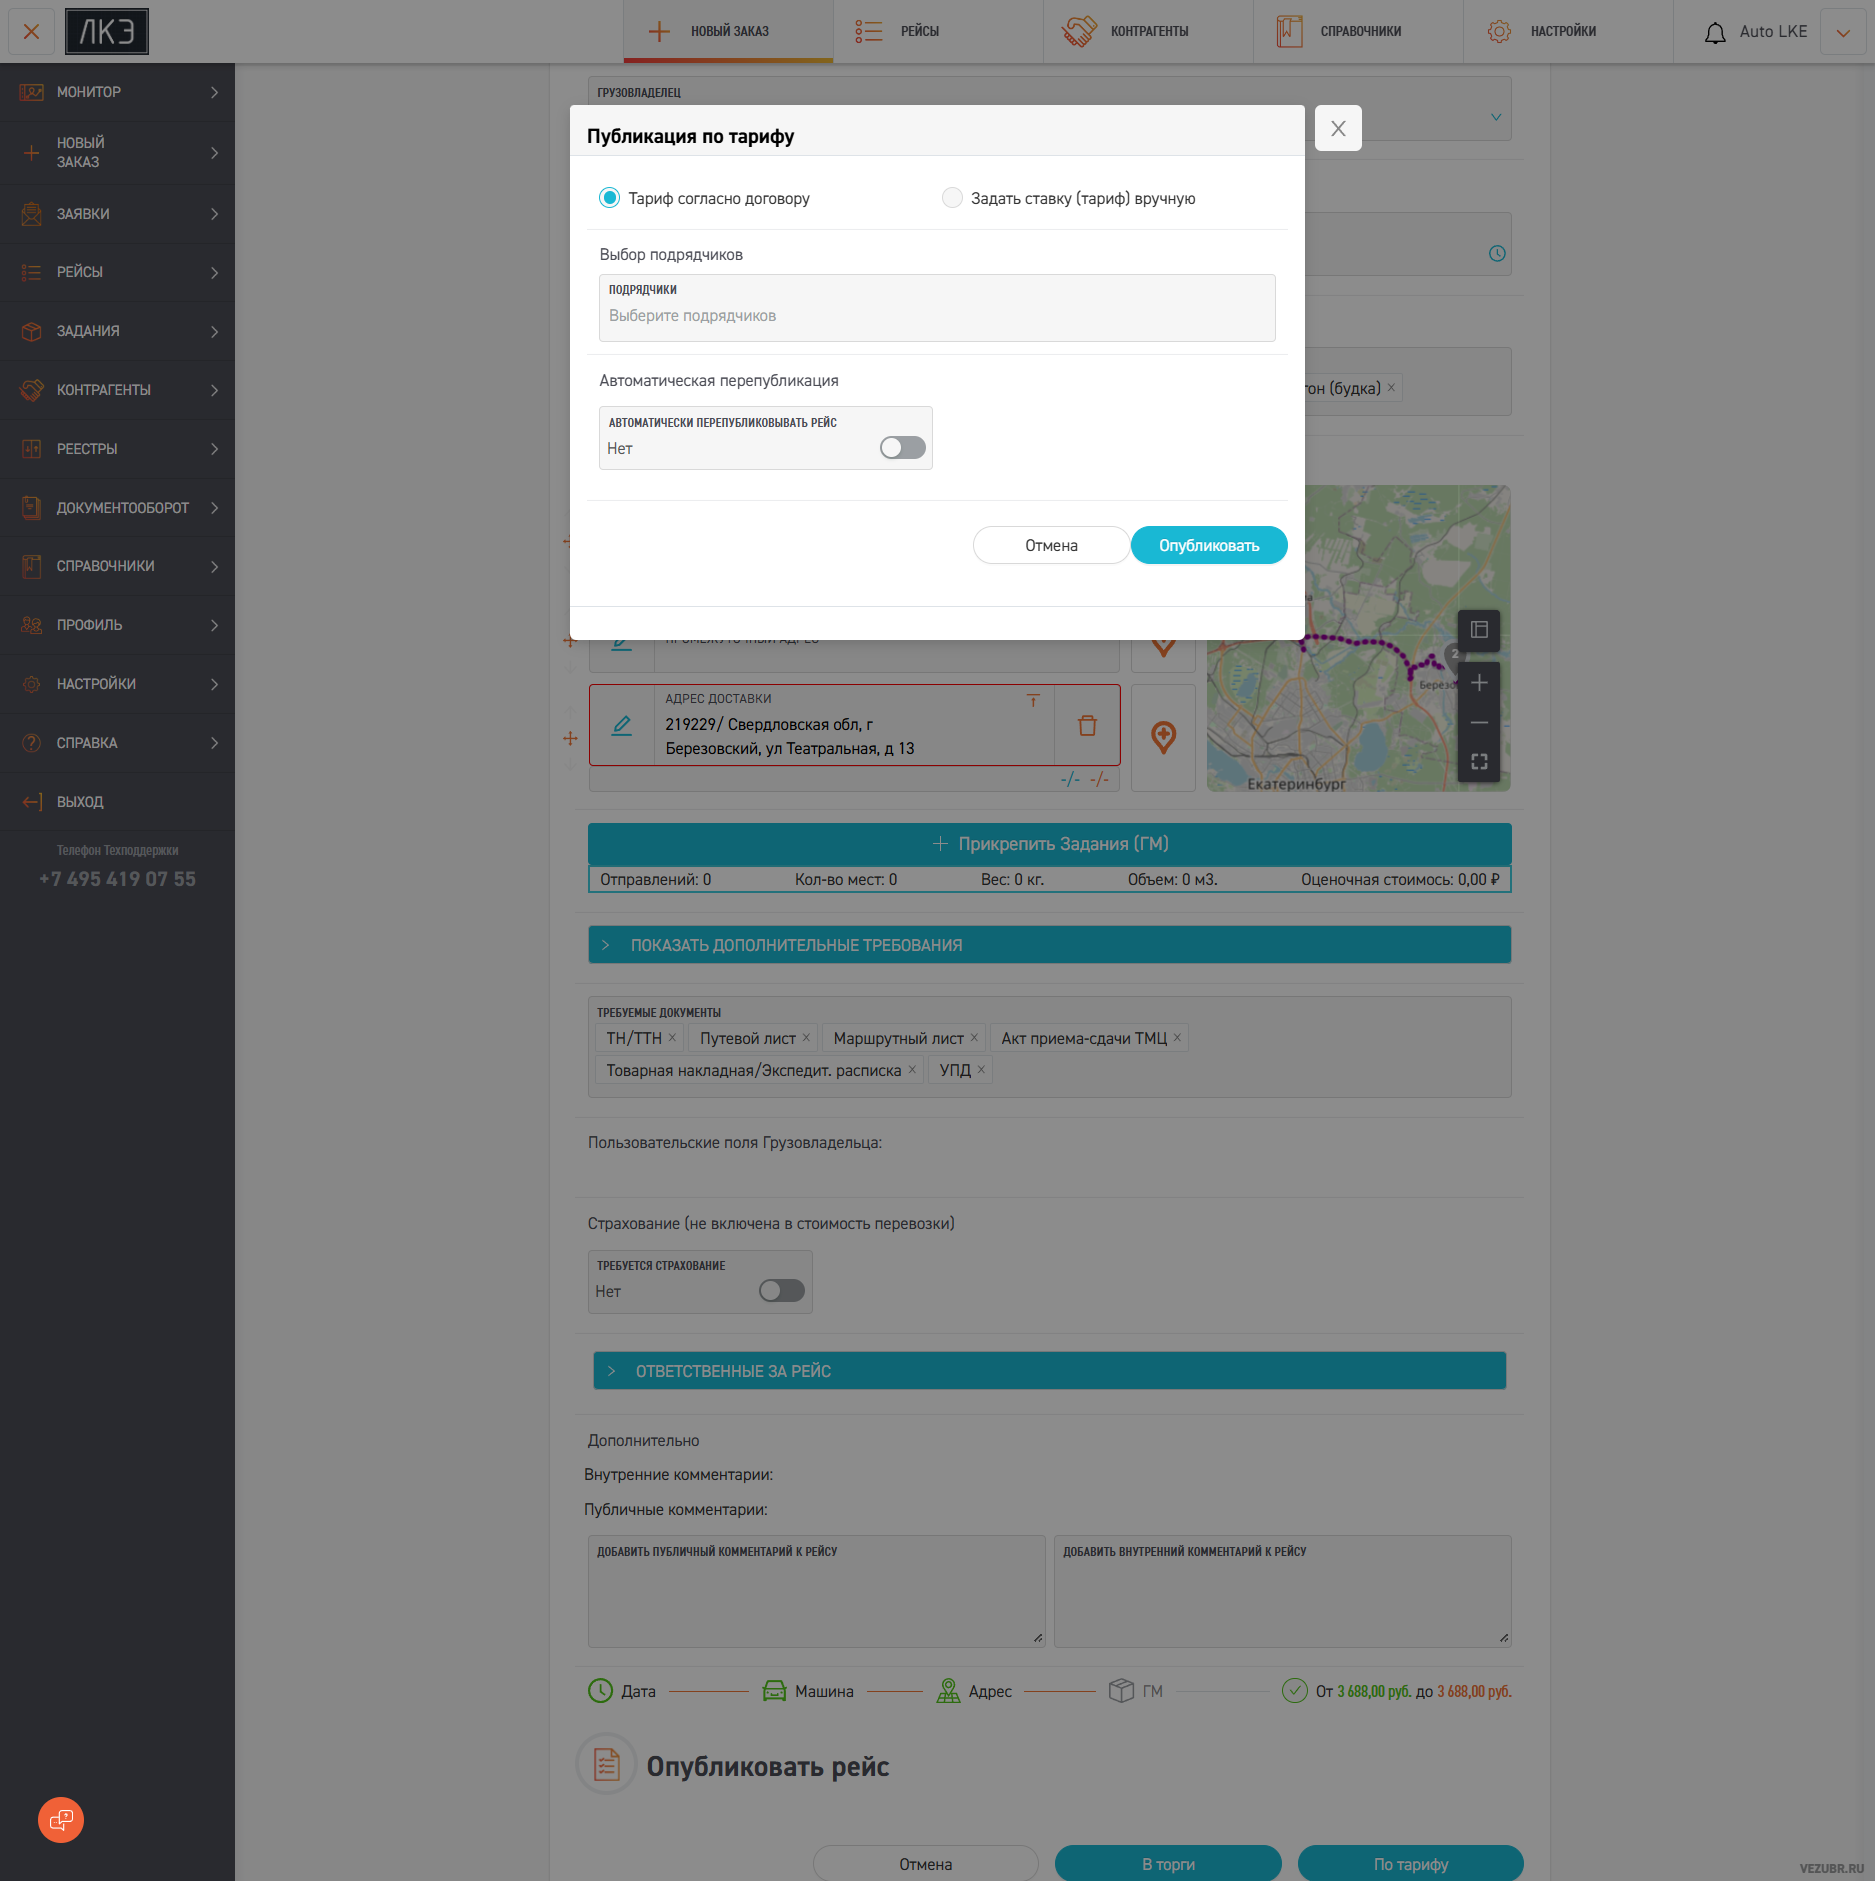 ЛКЭ
НОВЫЙ ЗАКАЗ
РЕЙСЫ
КОНТРАГЕНТЫ
СПРАВОЧНИКИ
НАСТРОЙКИ
Auto LKE
МОНИТОР
НОВЫЙ
ЗАКАЗ
ЗАЯВКИ
РЕЙСЫ
ЗАДАНИЯ
КОНТРАГЕНТЫ
РЕЕСТРЫ
ДОКУМЕНТООБОРОТ
СПРАВОЧНИКИ
ПРОФИЛЬ
НАСТРОЙКИ
СПРАВКА
ВЫХОД
Телефон Техподдержки
+7 495 419 07 55
ГРУЗОВЛАДЕЛЕЦ
Публикация по тарифу
Тариф согласно договору
Задать ставку (тариф) вручную
Выбор подрядчиков
ПОДРЯДЧИКИ
Выберите подрядчиков
Автоматическая перепубликация
АВТОМАТИЧЕСКИ ПЕРЕПУБЛИКОВЫВАТЬ РЕЙС
Нет
(будка)
Отмена
Опубликовать
ПРОМЕЖУТОЧНЫЙ АДРЕС
АДРЕС ДОСТАВКИ
219229/ Свердловская обл, г
Березовский, ул Театральная, д 13
-/- -/-
2
Екатеринбург
Прикрепить Задания (ГМ)
Отправлений: 0 Кол-во мест: 0 Вес: 0 кг. Объем: 0 м3. Оценочная стоимось: 0,00 ₽
ПОКАЗАТЬ ДОПОЛНИТЕЛЬНЫЕ ТРЕБОВАНИЯ
ТРЕБУЕМЫЕ ДОКУМЕНТЫ
ТН/ТТН Путевой лист Маршрутный лист Акт приема-сдачи ТМЦ
Товарная накладная/Экспедит. расписка УПД
Пользовательские поля Грузовладельца:
Страхование (не включена в стоимость перевозки)
ТРЕБУЕТСЯ СТРАХОВАНИЕ
Нет
ОТВЕТСТВЕННЫЕ ЗА РЕЙС
Дополнительно
Внутренние комментарии:
Публичные комментарии:
ДОБАВИТЬ ПУБЛИЧНЫЙ КОММЕНТАРИЙ К РЕЙСУ
ДОБАВИТЬ ВНУТРЕННИЙ КОММЕНТАРИЙ К РЕЙСУ
Дата Машина Адрес ГМ От 3 688,00 руб. до 3 688,00 руб.
Опубликовать рейс
Отмена
В торги
По тарифу
VEZUBR.RU